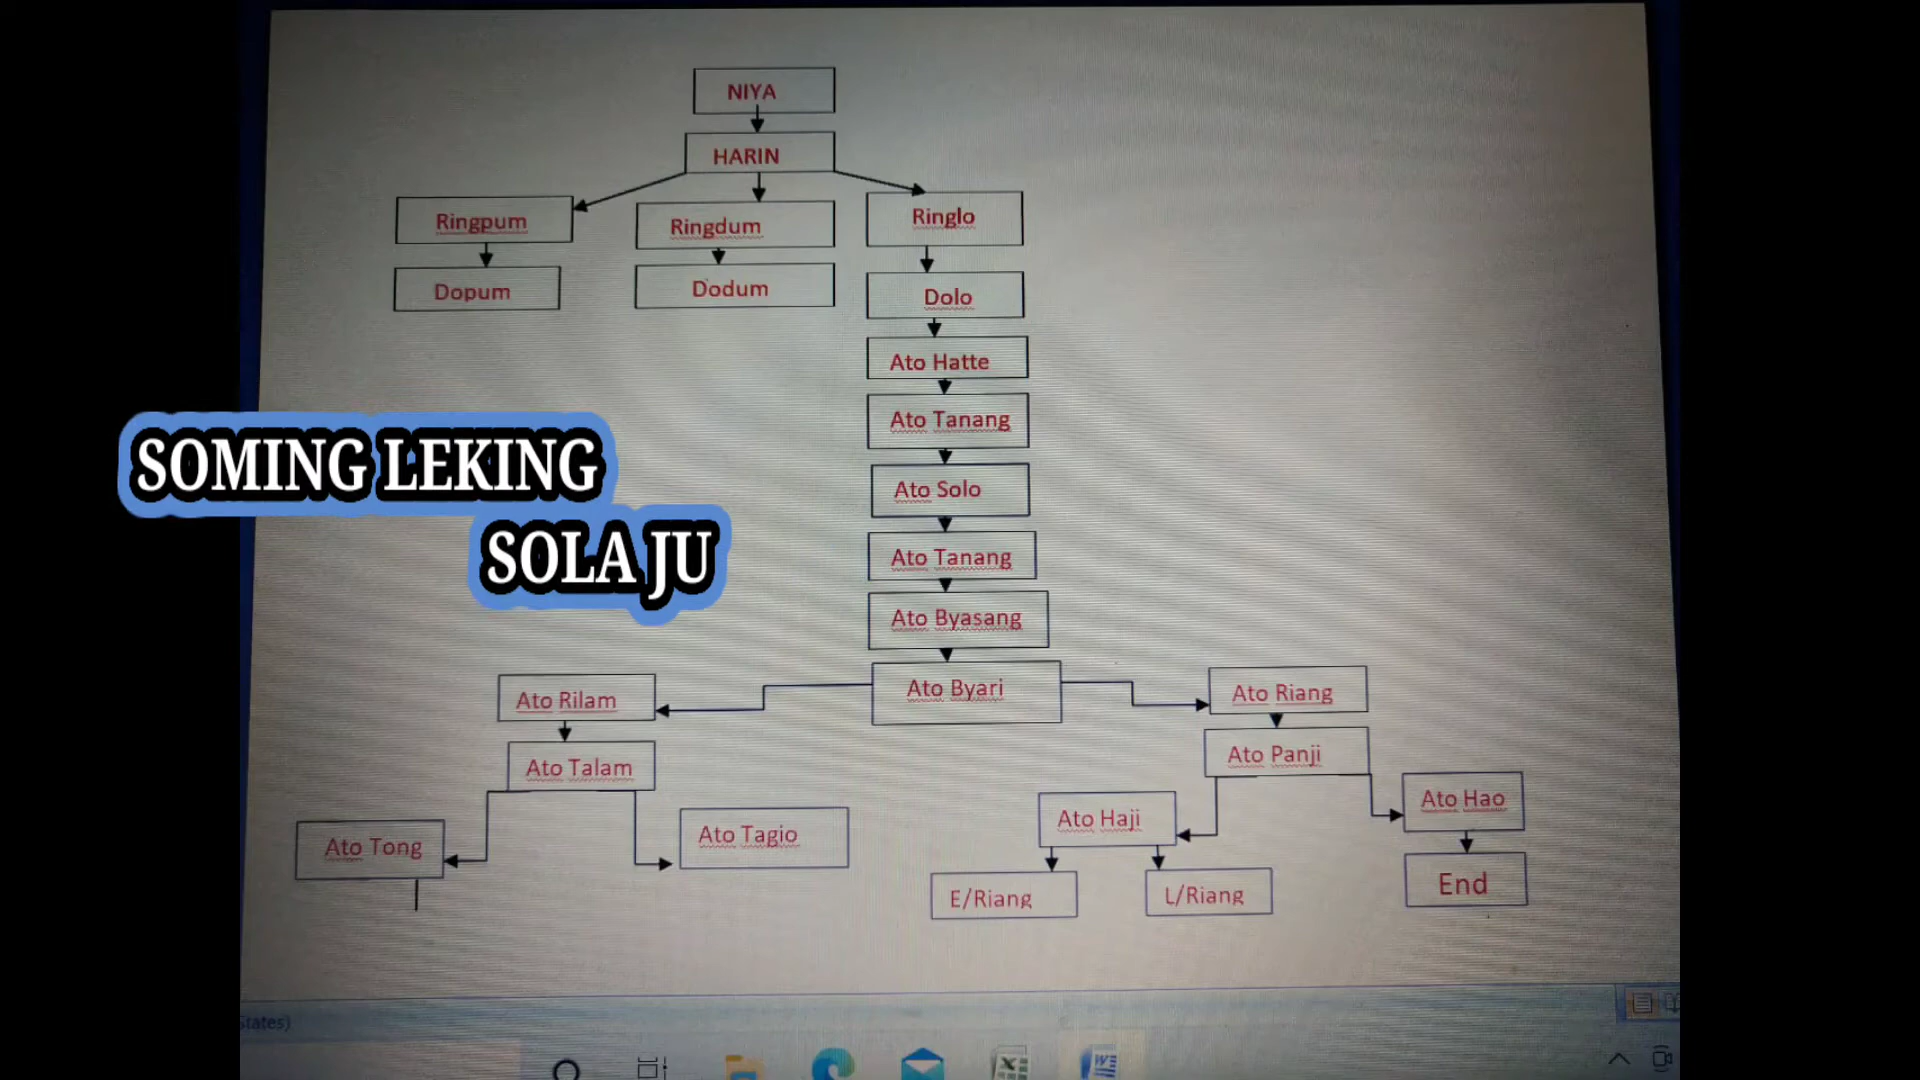 NIYA
HARIN
Ringpum
Ringdum
Ringlo
Dopum
Dodum
Dolo
Ato Hatte
Ato Tanang
SOMING LEKING
Ato Solo
SOLA JU
Ato Tanang
Ato Byasang
Ato Rilam
Ato Byari
Ato Riang
Ato Talam
Ato Panji
Ato Tong
Ato Tagio
Ato Haji
Ato Hao
E/Riang
L/Riang
End
States)